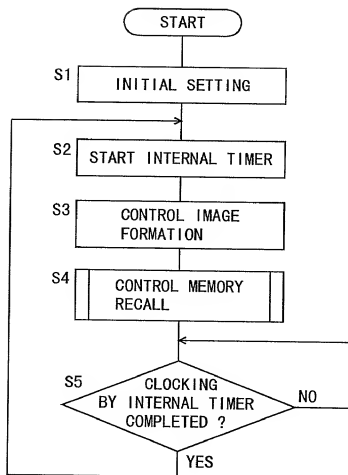 START
S1
INITIAL SETTING
S2
START INTERNAL TIMER
S3
CONTROL IMAGE
FORMATION
S4
CONTROL MEMORY
RECALL
S5
CLOCKING
BY INTERNAL TIMER
COMPLETED ?
NO
YES